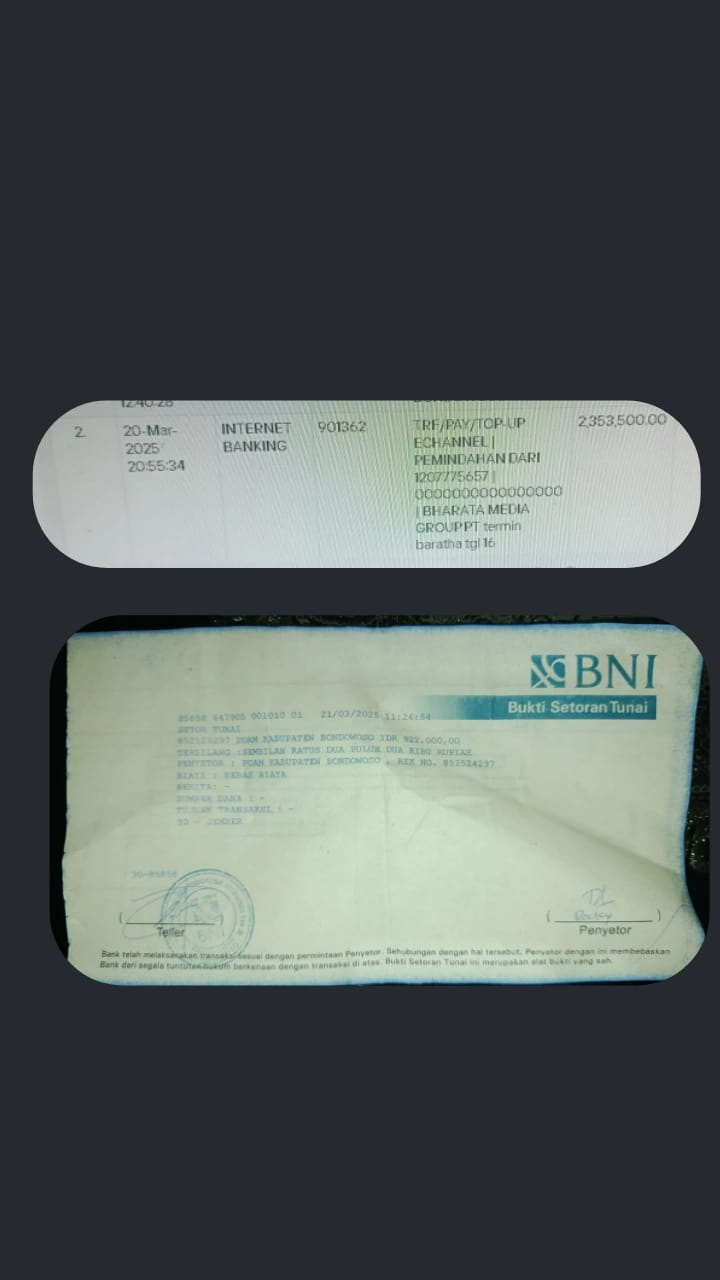 12:40:28
2. 20-Mar- INTERNET 901362 TRF/PAY/TOP-UP 2,353,500.00
2025 BANKING ECHANNEL |
20:55:34 PEMINDAHAN DARI
1207775657 |
0000000000000000
| BHARATA MEDIA
GROUP PT termin
baratha tgl 16
BNI
Bukti Setoran Tunai
85858 447905 001010 01 21/03/2025 11:26:54
SETOR TUNAI
852524297 PDAM KABUPATEN BONDOWOSO IDR 922.000,00
TERBILANG :SEMBILAN RATUS DUA PULUH DUA RIBU RUPIAH
PENYETOR : PDAM KABUPATEN BONDOWOSO , REK NO. 852524297
BIAYA : BEBAS BIAYA
BERITA: -
SUMBER DANA : -
TUJUAN TRANSAKSI : -
30 - JEMBER
30-85858
( ) ( )
Teller Penyetor
Bank telah melaksanakan transaksi sesuai dengan permintaan Penyetor. Sehubungan dengan hal tersebut, Penyetor dengan ini membebaskan
Bank dari segala tuntutan hukum berkenaan dengan transaksi di atas. Bukti Setoran Tunai ini merupakan alat bukti yang sah.